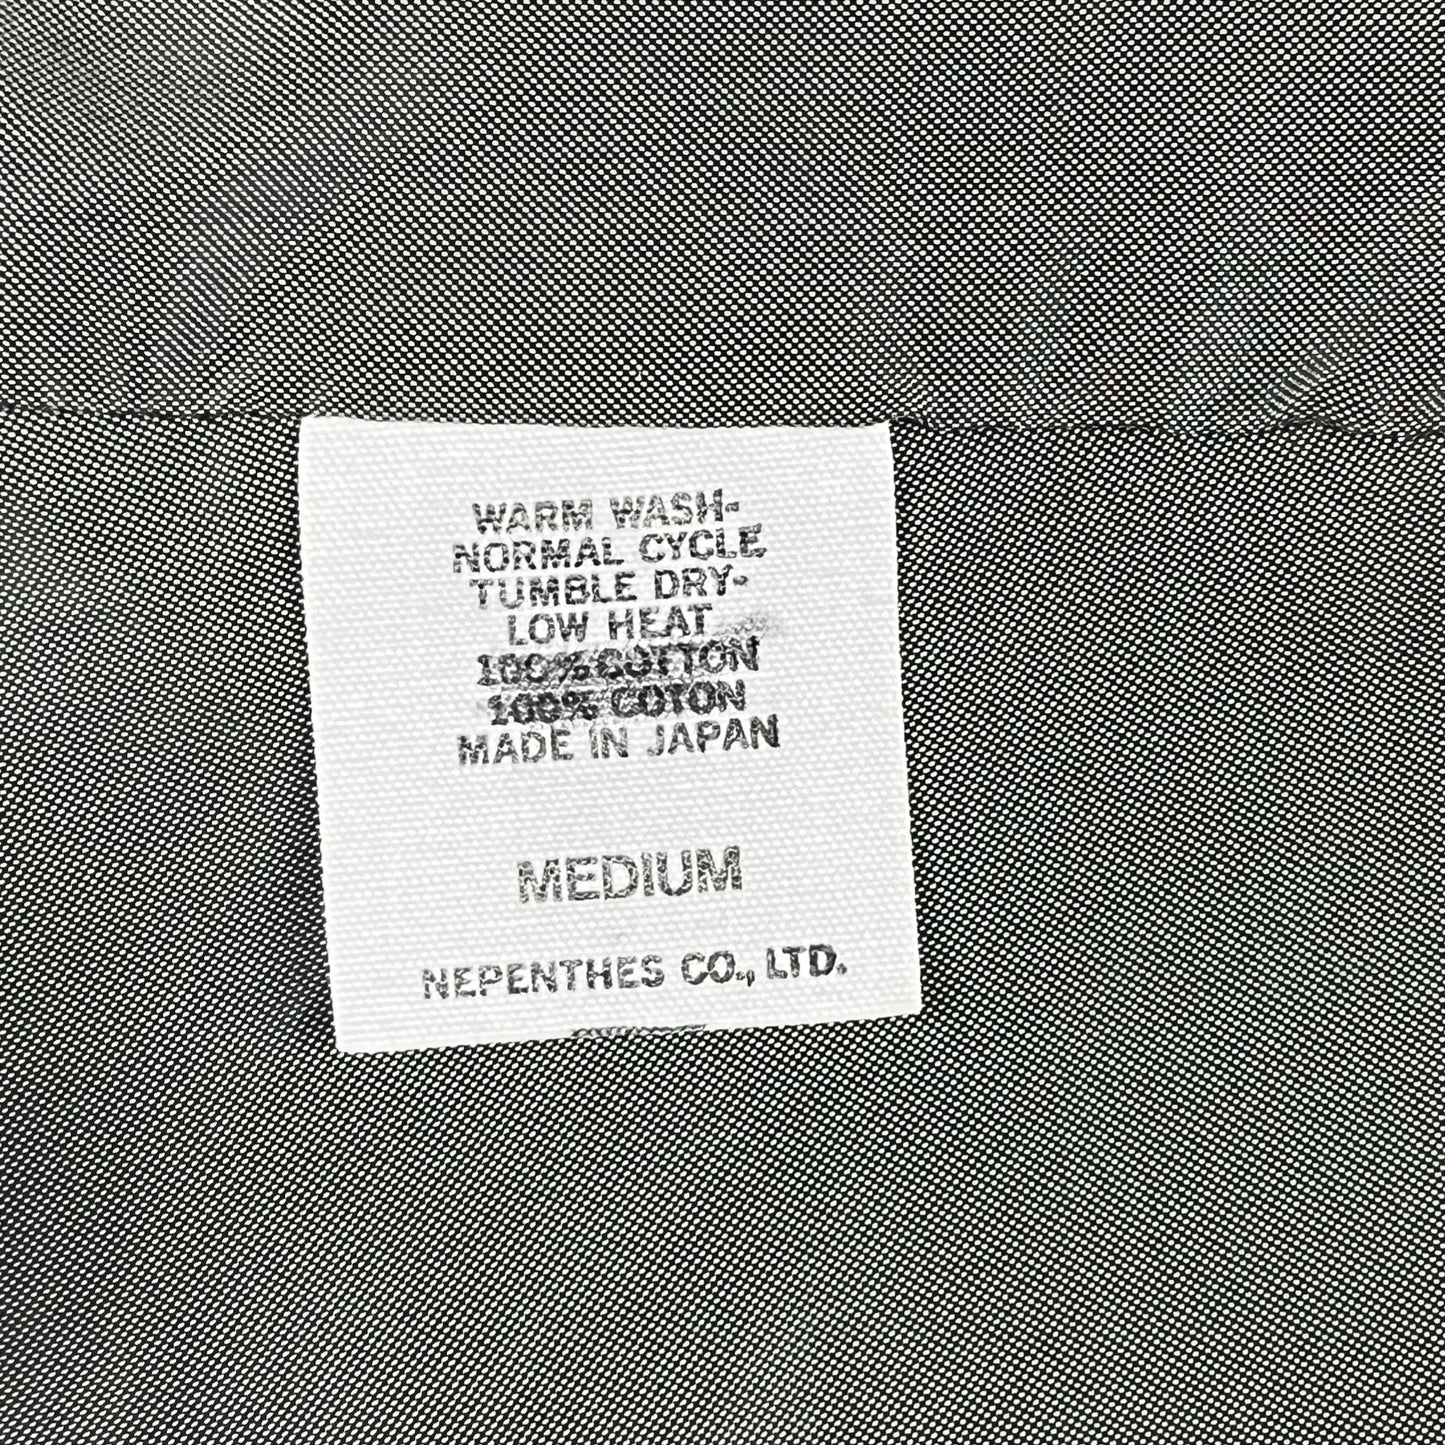 WARM WASH-
NORMAL CYCLE
TUMBLE DRY-
LOW HEAT
100% COTTON
100% COTON
MADE IN JAPAN
MEDIUM
NEPENTHES CO., LTD.